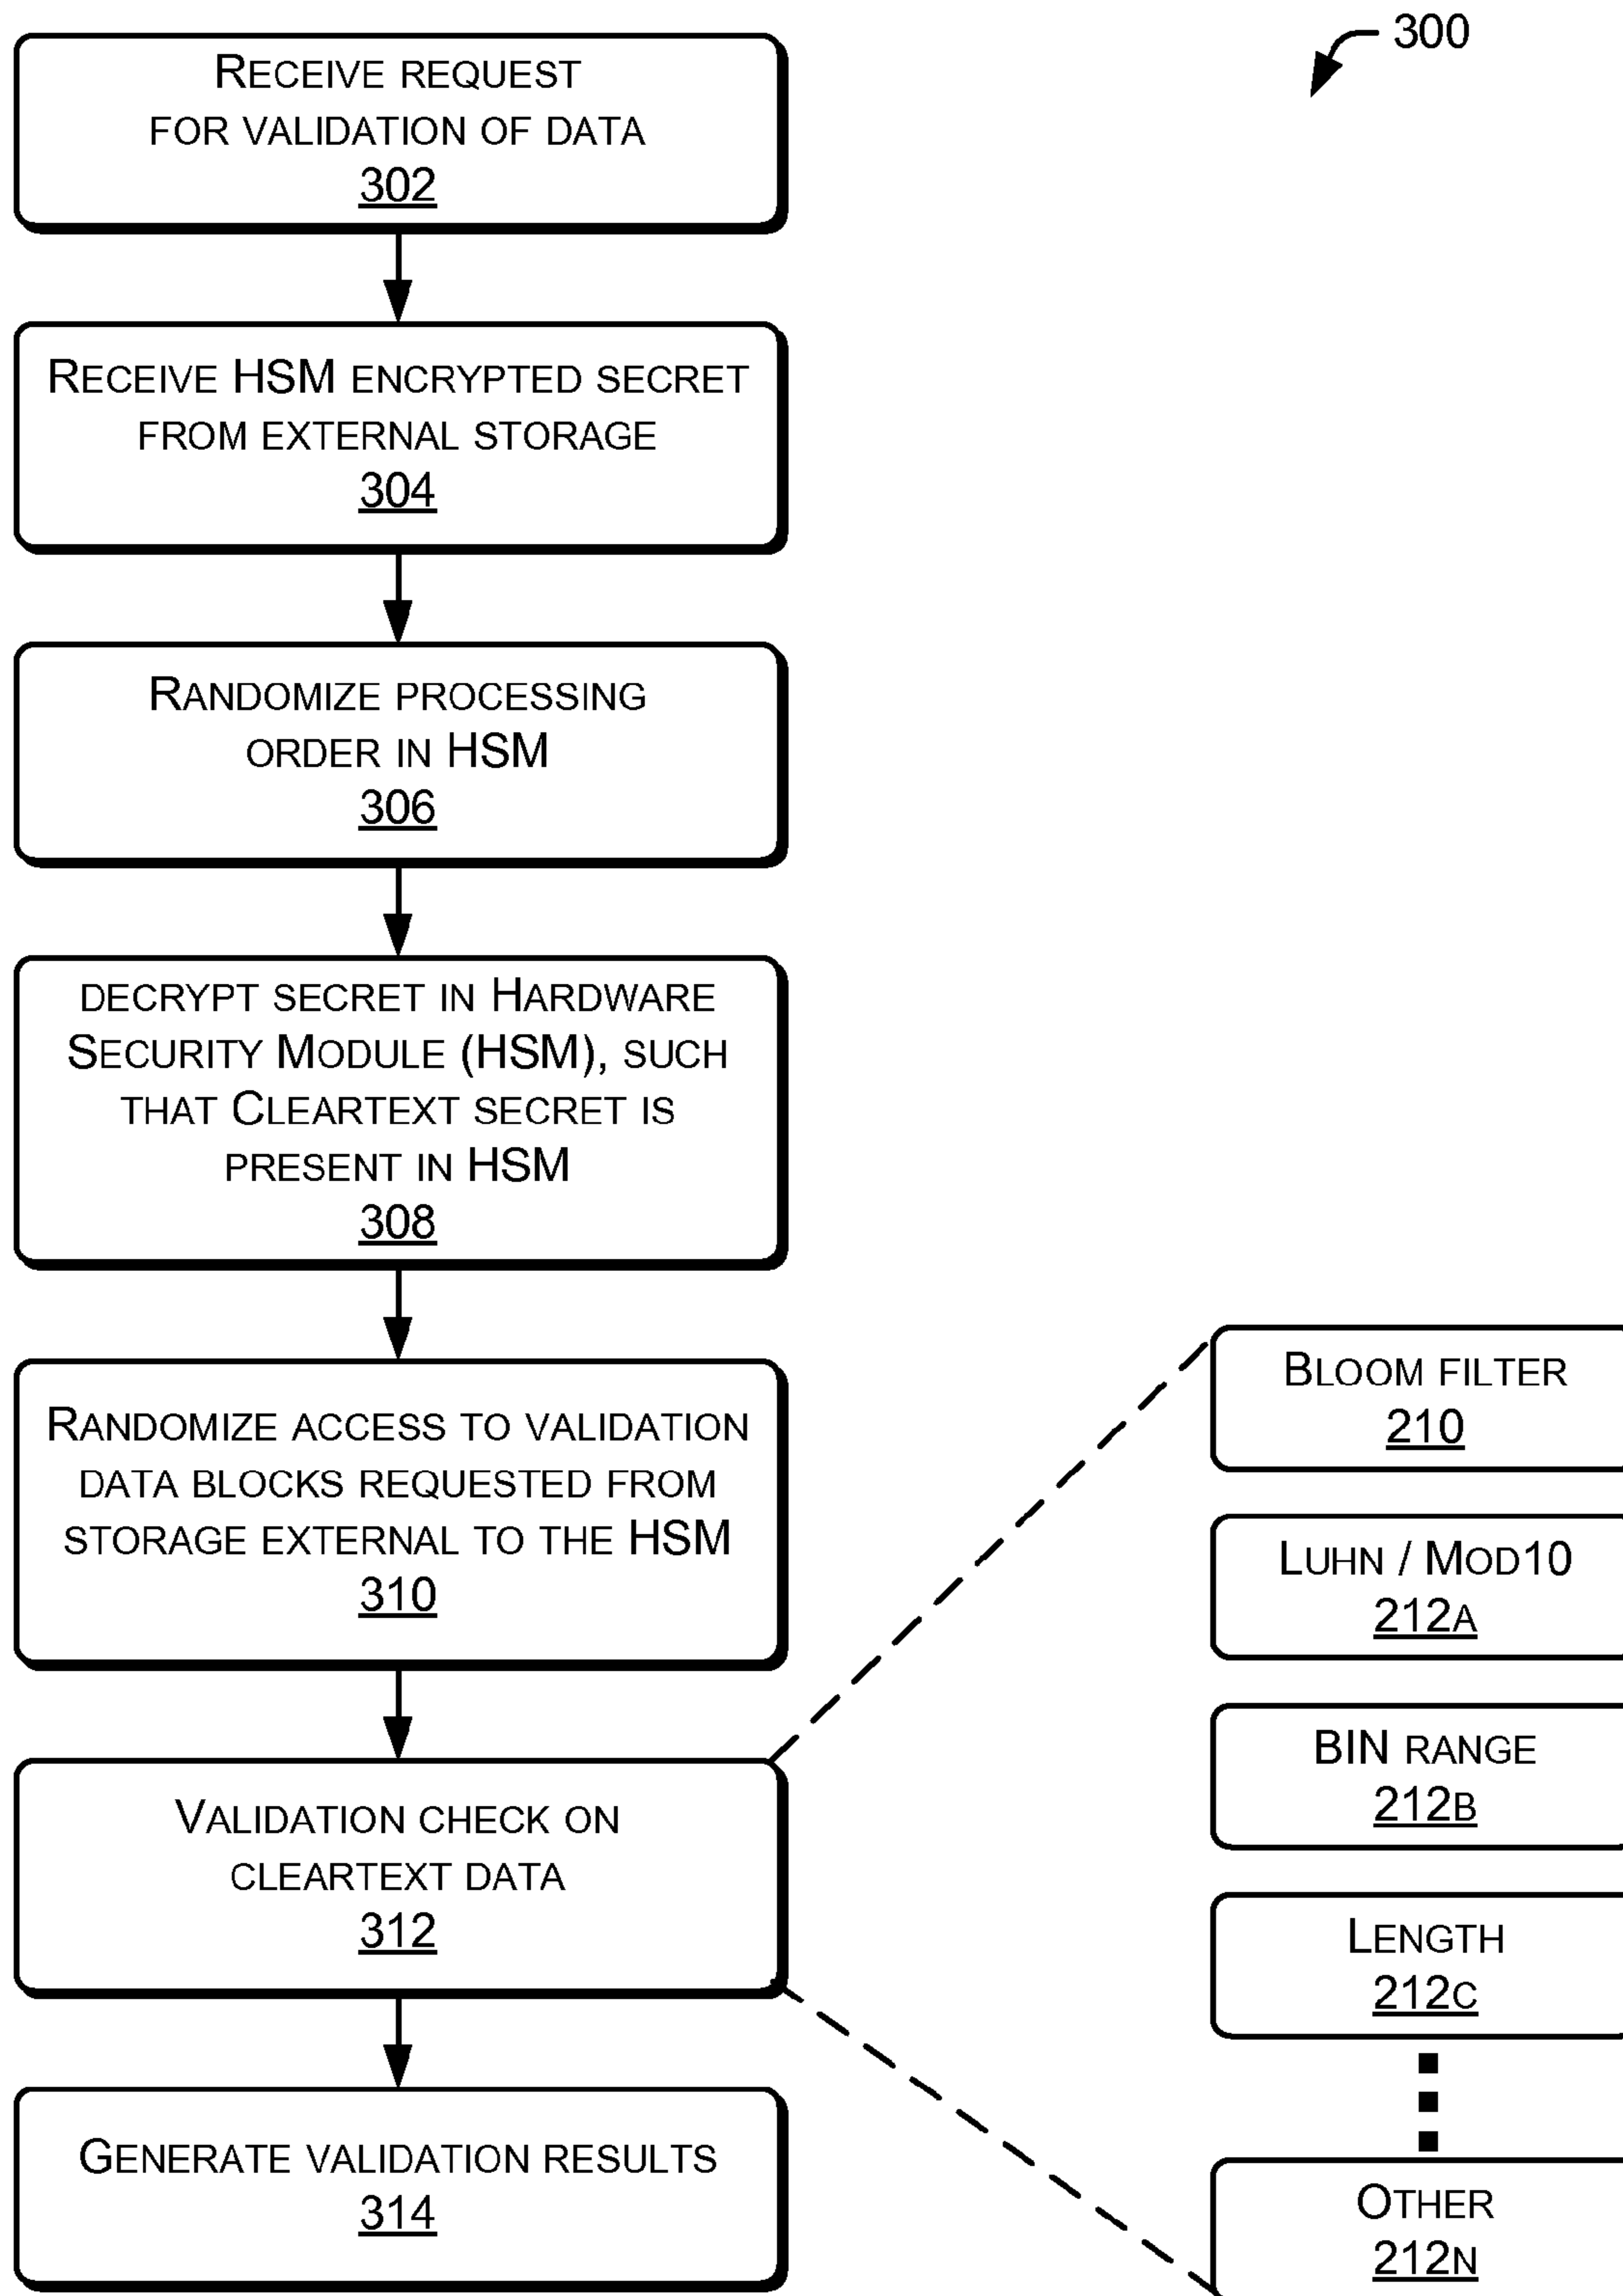 300
RECEIVE REQUEST
FOR VALIDATION OF DATA
302
RECEIVE HSM ENCRYPTED SECRET
FROM EXTERNAL STORAGE
304
RANDOMIZE PROCESSING
ORDER IN HSM
306
DECRYPT SECRET IN HARDWARE
SECURITY MODULE (HSM), SUCH
THAT CLEARTEXT SECRET IS
PRESENT IN HSM
308
RANDOMIZE ACCESS TO VALIDATION
DATA BLOCKS REQUESTED FROM
STORAGE EXTERNAL TO THE HSM
310
VALIDATION CHECK ON
CLEARTEXT DATA
312
GENERATE VALIDATION RESULTS
314
BLOOM FILTER
210
LUHN / MOD10
212A
BIN RANGE
212B
LENGTH
212C
OTHER
212N